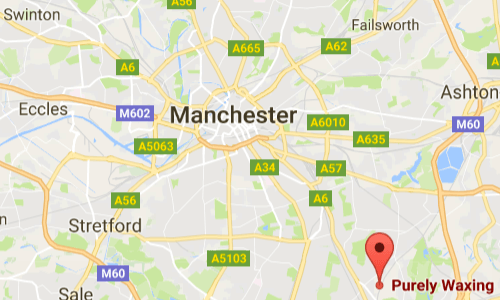 A56
Swinton
Failsworth
A665
A62
A6
Ashton
Eccles
M602
Manchester
A6010
M60
A635
A5063
A34
A57
A56
A6
Stretford
A5103
M60
Sale
Purely Waxing